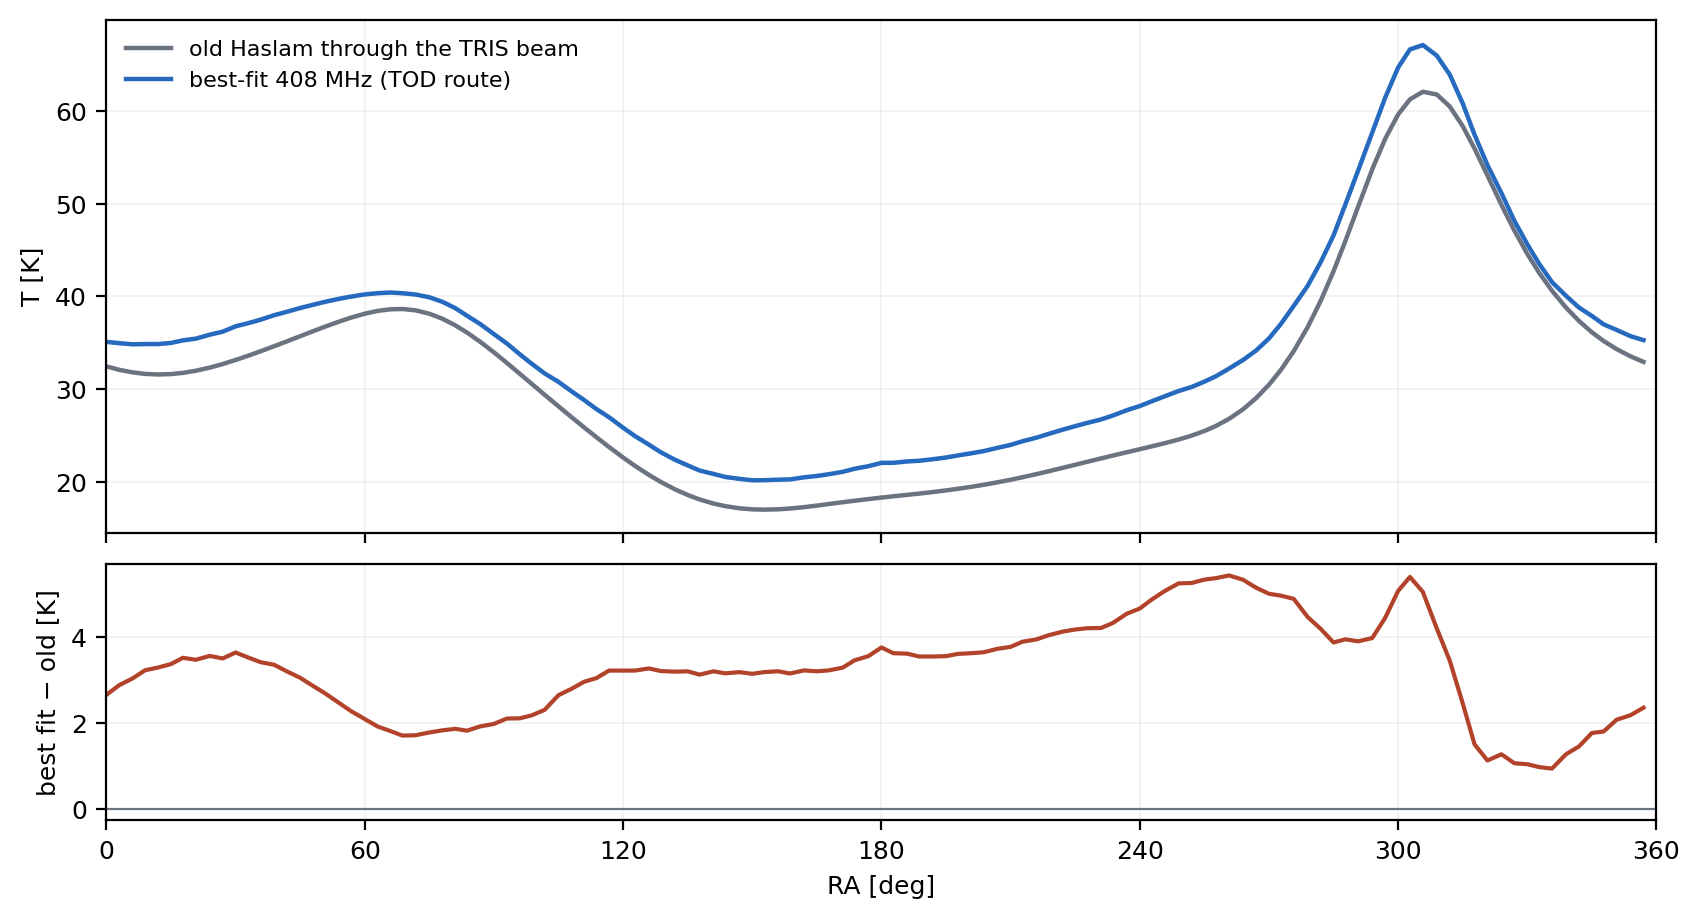 old Haslam through the TRIS beam
best-fit 408 MHz (TOD route)
T [K]
60
50
40
30
20
best fit − old [K]
4
2
0
0 60 120 180 240 300 360
RA [deg]